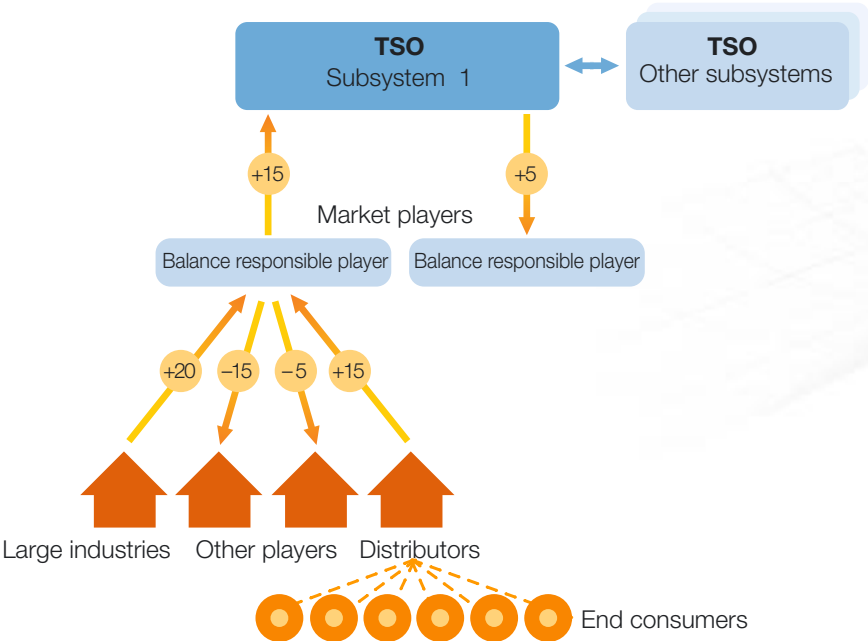 TSO
Subsystem 1
TSO
Other subsystems
+15
+5
Market players
Balance responsible player
Balance responsible player
+20
–15
–5
+15
Large industries
Other players
Distributors
End consumers